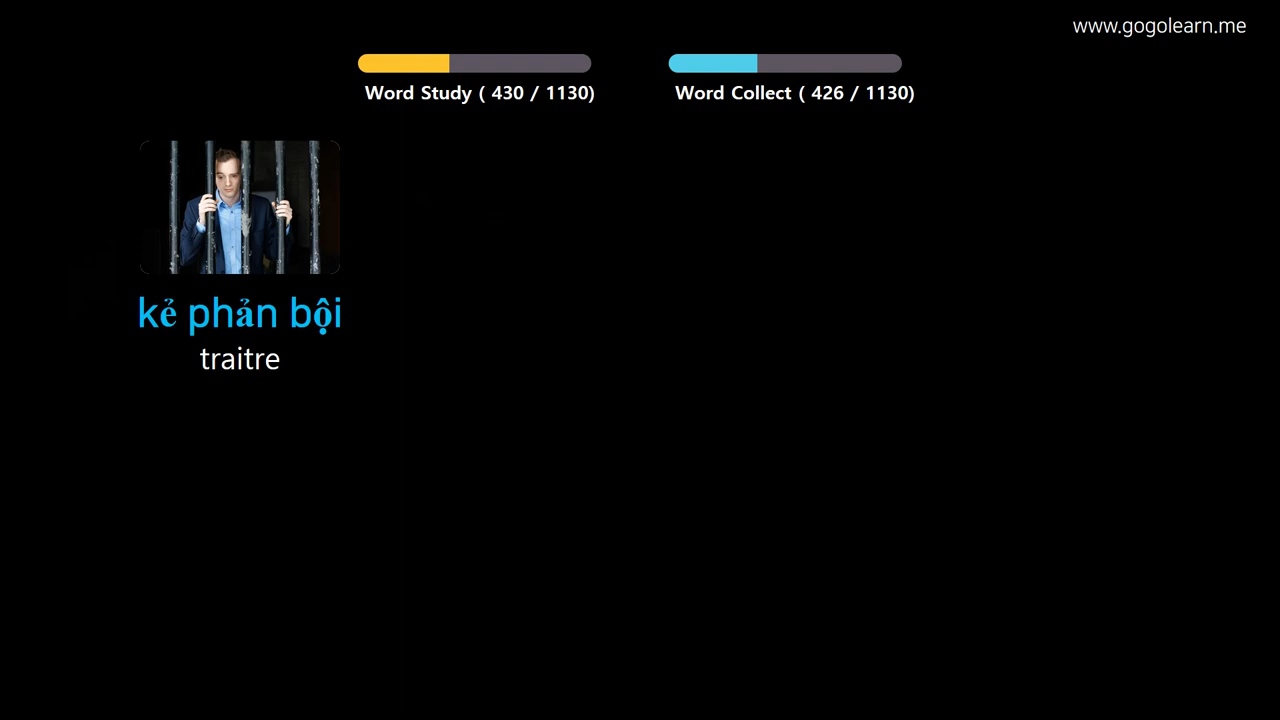 www.gogolearn.me
Word Study ( 430 / 1130)
Word Collect ( 426 / 1130)
kẻ phản bội
traitre